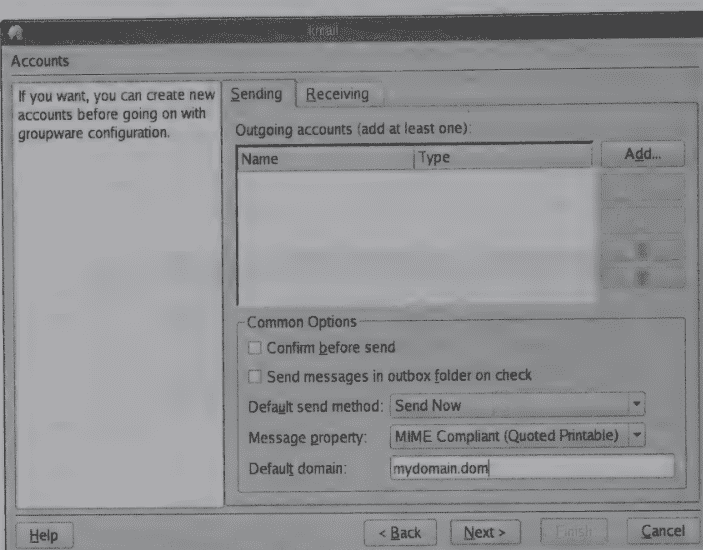 kmail
Accounts
If you want, you can create new
accounts before going on with
groupware configuration.
Sending
Receiving
Outgoing accounts (add at least one):
Name
Type
Add...
Common Options
Confirm before send
Send messages in outbox folder on check
Default send method: Send Now
Message property: MIME Compliant (Quoted Printable)
Default domain: mydomain.dom
Help
< Back
Next >
Finish
Cancel